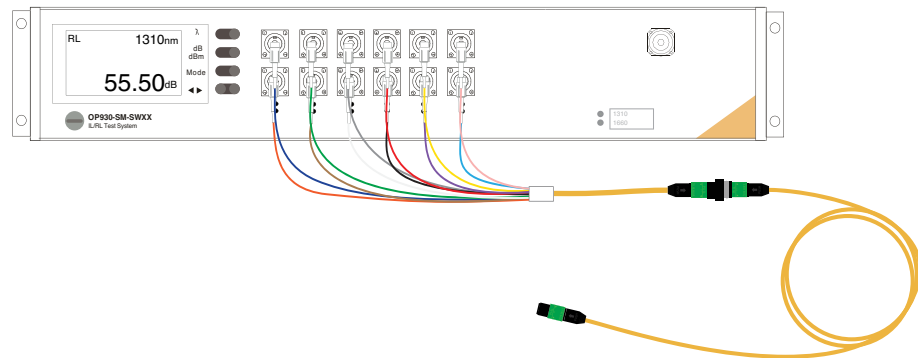 RL 1310nm
55.50dB
λ
dB
dBm
Mode
OP930-SM-SWXX
IL/RL Test System
1310
1550